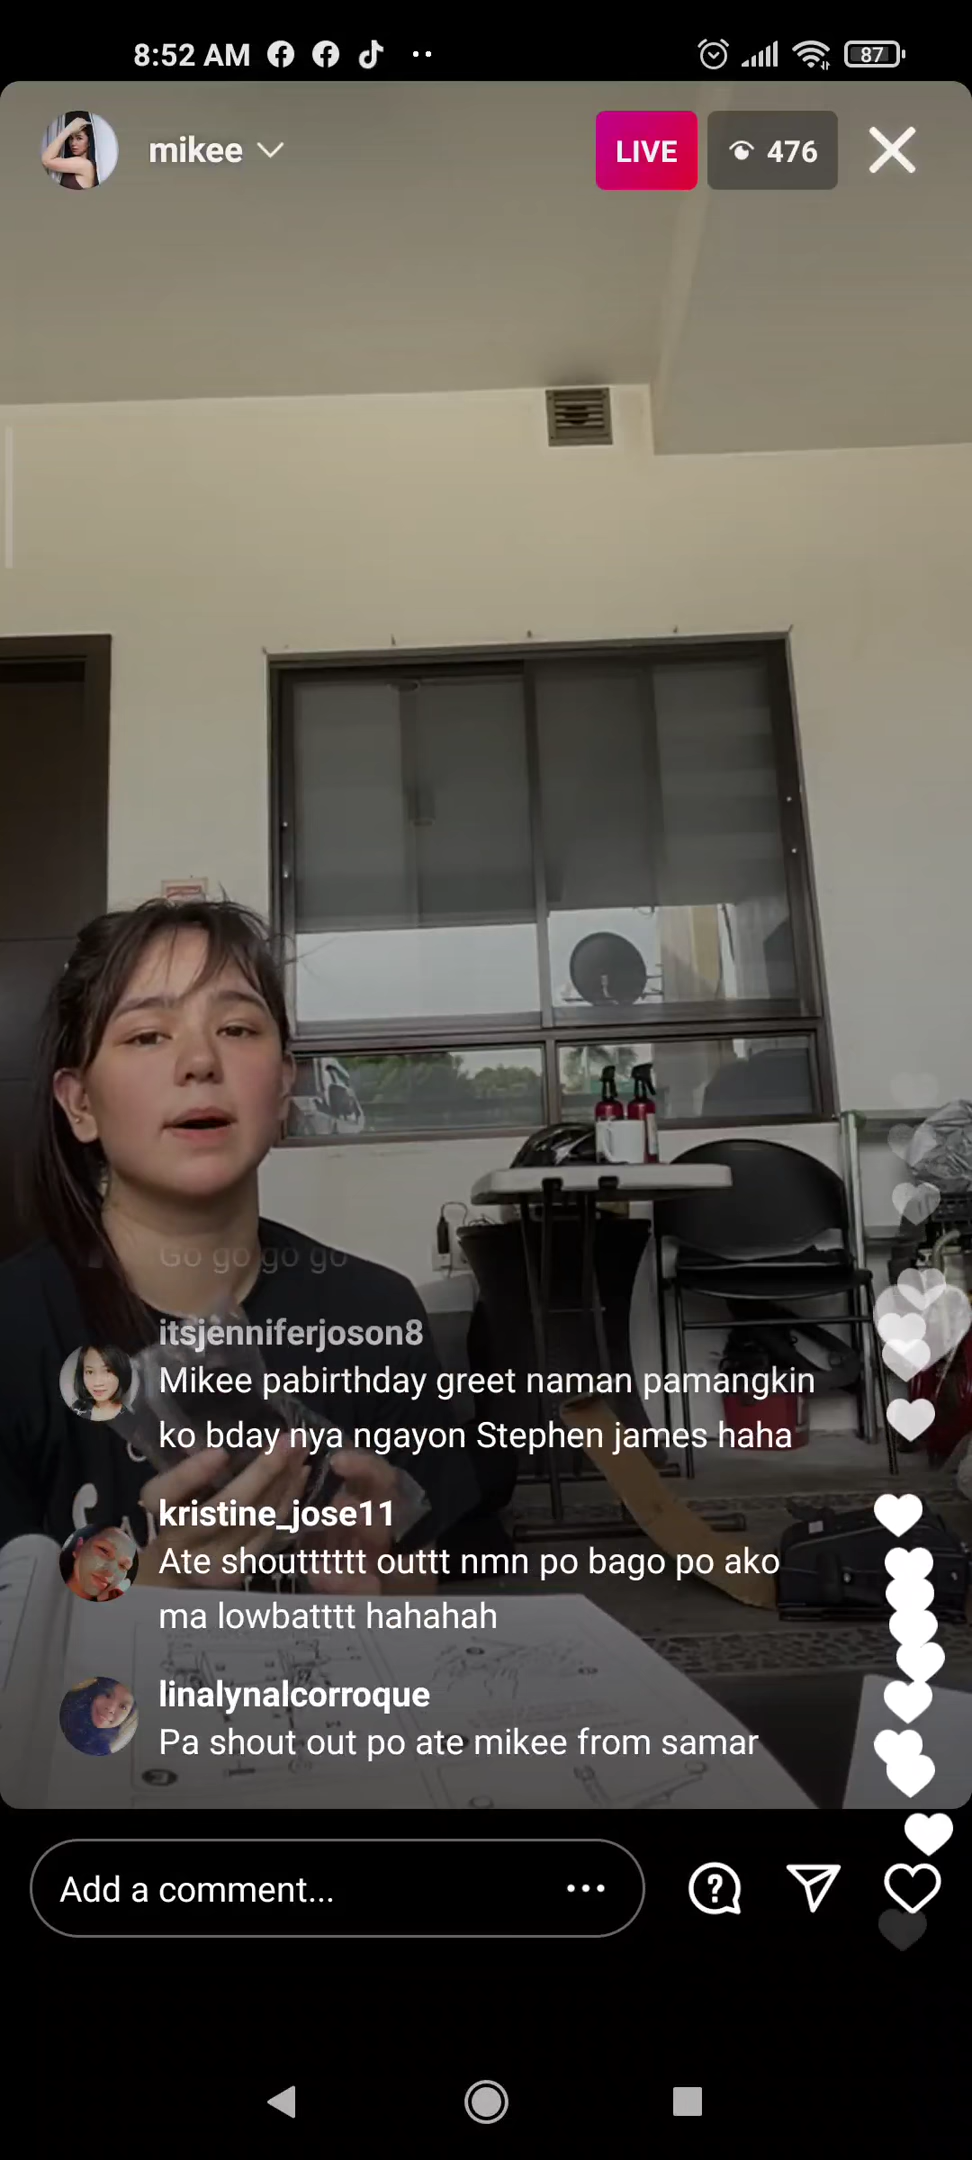 8:52 AM
87
mikee
LIVE
476
Go go go go
itsjenniferjoson8
Mikee pabirthday greet naman pamangkin
ko bday nya ngayon Stephen james haha
kristine_jose11
Ate shoutttttt outtt nmn po bago po ako
ma lowbatttt hahahah
linalynalcorroque
Pa shout out po ate mikee from samar
Add a comment...